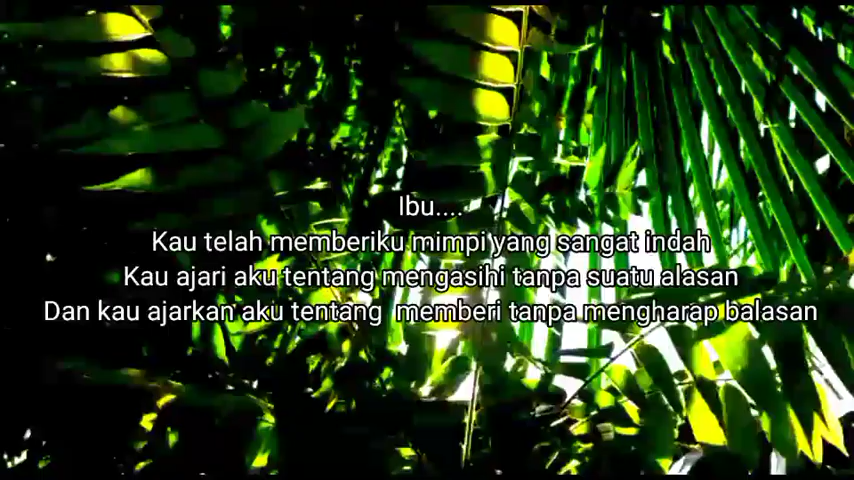 Ibu....
Kau telah memberiku mimpi yang sangat indah
Kau ajari aku tentang mengasihi tanpa suatu alasan
Dan kau ajarkan aku tentang  memberi tanpa mengharap balasan